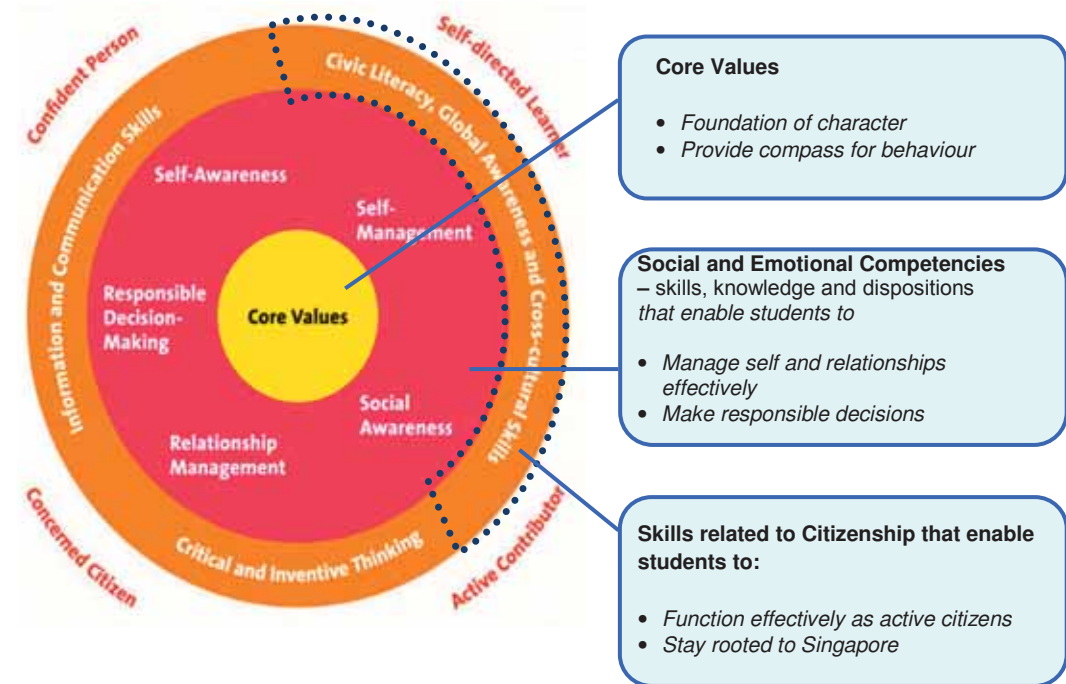 Confident Person
Self-directed Learner
Information and Communication Skills
Civic Literacy, Global Awareness and Cross-cultural Skills
Self-Awareness
Self-
Management
Responsible
Decision-
Making
Core Values
Social
Awareness
Relationship
Management
Critical and Inventive Thinking
Concerned Citizen
Active Contributor
Core Values
• Foundation of character
• Provide compass for behaviour
Social and Emotional Competencies
– skills, knowledge and dispositions
that enable students to
• Manage self and relationships
effectively
• Make responsible decisions
Skills related to Citizenship that enable
students to:
• Function effectively as active citizens
• Stay rooted to Singapore